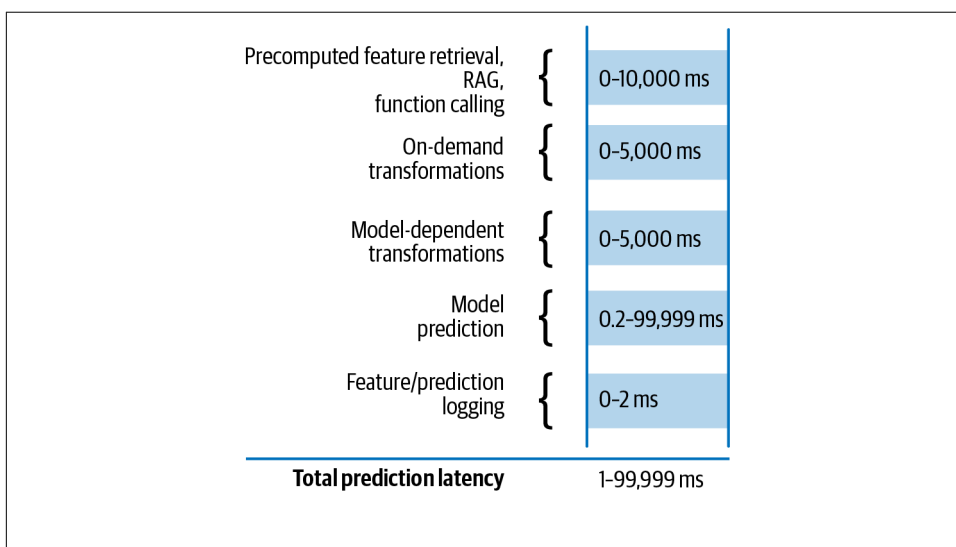 Precomputed feature retrieval,
RAG,
function calling
0–10,000 ms
On-demand
transformations
0–5,000 ms
Model-dependent
transformations
0–5,000 ms
Model
prediction
0.2–99,999 ms
Feature/prediction
logging
0–2 ms
Total prediction latency
1–99,999 ms